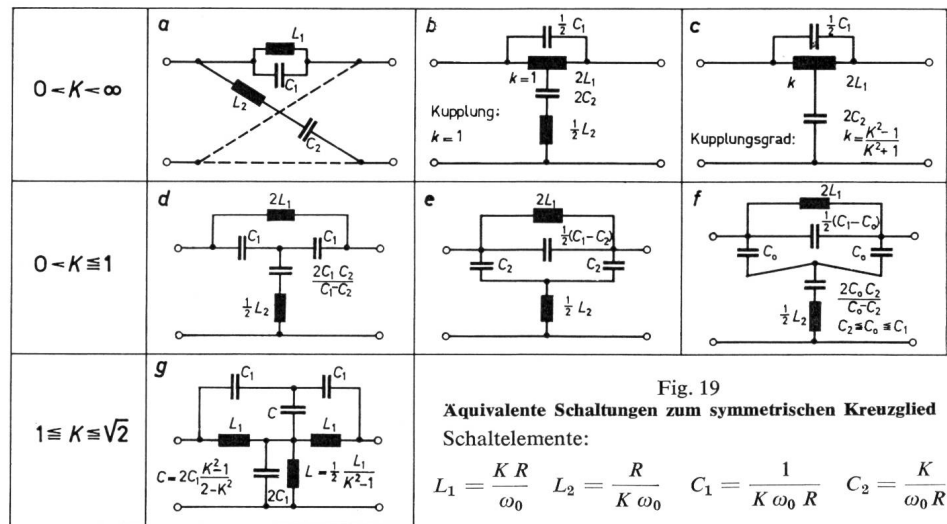 0 < K < ∞
a
L₁
C₁
L₂
C₂
b
½ C₁
k = 1
2L₁
2C₂
Kupplung:
k = 1
½ L₂
c
½ C₁
k
2L₁
2C₂
Kupplungsgrad:
k = (K² − 1)/(K² + 1)
0 < K ≦ 1
d
2L₁
C₁
C₁
2C₁ C₂/(C₁ − C₂)
½ L₂
e
2L₁
½(C₁ − C₂)
C₂
C₂
½ L₂
f
2L₁
½(C₁ − C₀)
C₀
C₀
2C₀ C₂/(C₀ − C₂)
½ L₂
C₂ ≦ C₀ ≦ C₁
1 ≦ K ≦ √2
g
C₁
C₁
C
L₁
L₁
C = 2C₁ (K² − 1)/(2 − K²)
2C₁
L = ½ L₁/(K² − 1)
Fig. 19
Äquivalente Schaltungen zum symmetrischen Kreuzglied
Schaltelemente:
L₁ = K R/ω₀ L₂ = R/(K ω₀) C₁ = 1/(K ω₀ R) C₂ = K/(ω₀ R)